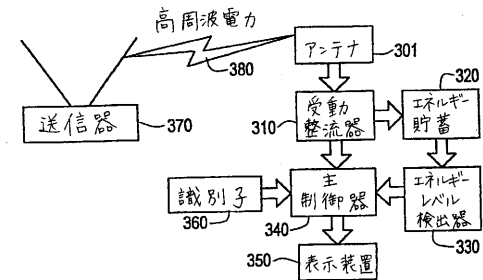 高周波電力
380
アンテナ
301
送信器
370
受動
整流器
310
エネルギー
貯蓄
320
識別子
360
主
制御器
340
エネルギー
レベル
検出器
330
表示装置
350